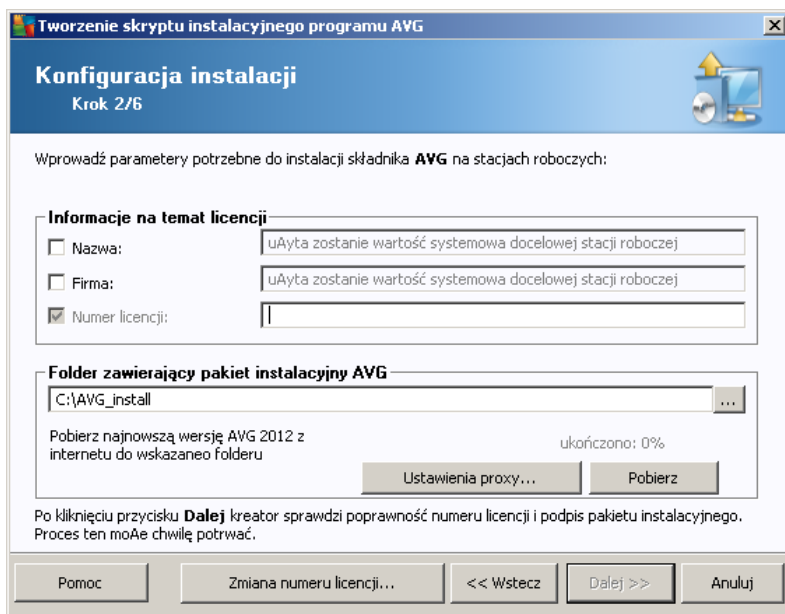 Tworzenie skryptu instalacyjnego programu AVG
Konfiguracja instalacji
Krok 2/6
Wprowadź parametery potrzebne do instalacji składnika AVG na stacjach roboczych:
Informacje na temat licencji
Nazwa: uAyta zostanie wartość systemowa docelowej stacji roboczej
Firma: uAyta zostanie wartość systemowa docelowej stacji roboczej
Numer licencji:
Folder zawierający pakiet instalacyjny AVG
C:\AVG_install ...
Pobierz najnowszą wersję AVG 2012 z
internetu do wskazaneo folderu
ukończono: 0%
Ustawienia proxy... Pobierz
Po kliknięciu przycisku Dalej kreator sprawdzi poprawność numeru licencji i podpis pakietu instalacyjnego.
Proces ten moAe chwilę potrwać.
Pomoc Zmiana numeru licencji... << Wstecz Dalej >> Anuluj